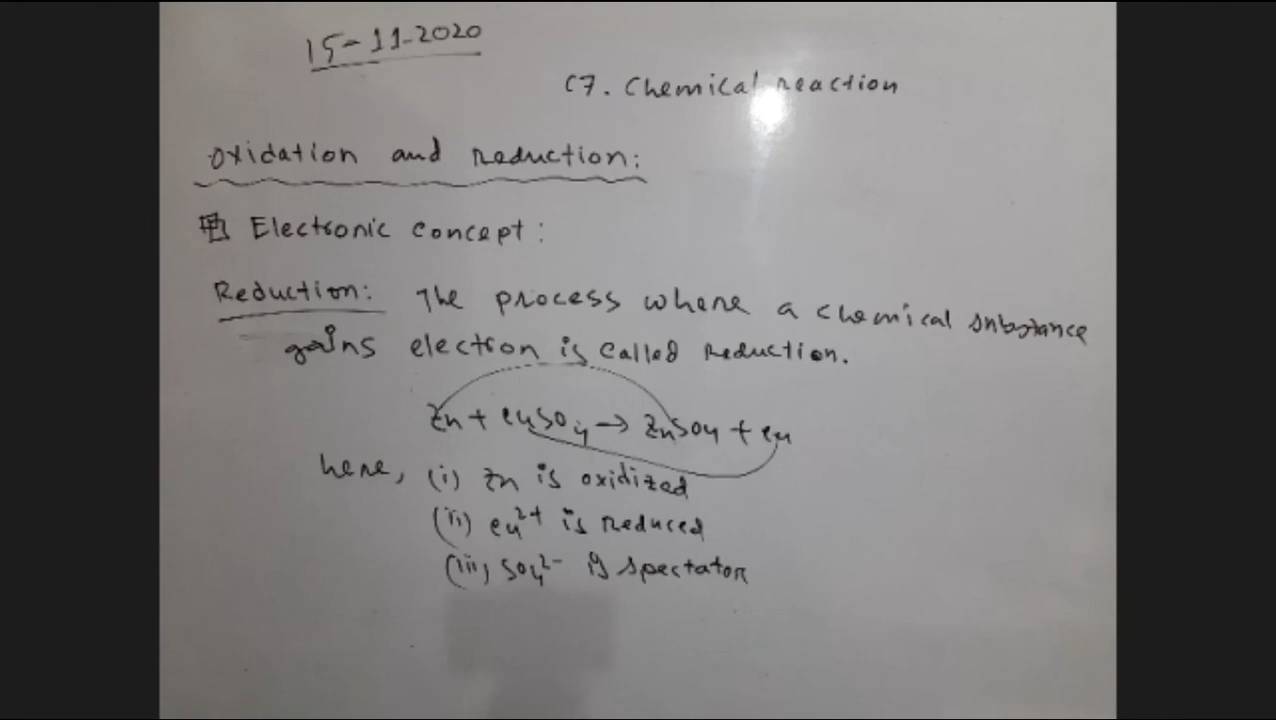 15-11-2020
C7. Chemical reaction
Oxidation and reduction:
Electronic concept:
Reduction: The process where a chemical substance
gains electron is called reduction.
Zn + CuSO₄ → ZnSO₄ + Cu
here, (i) Zn is oxidized
(ii) Cu²⁺ is reduced
(iii) SO₄²⁻ is spectator